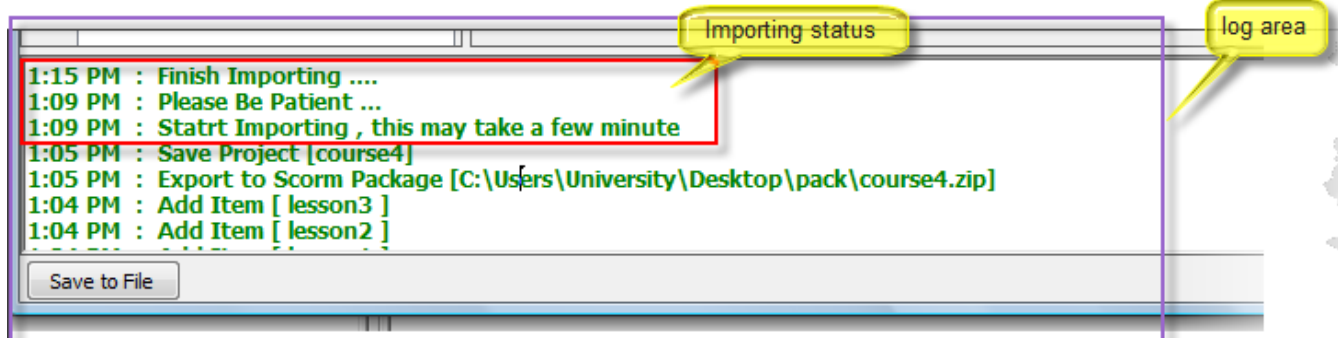 Importing status
log area
1:15 PM : Finish Importing ....
1:09 PM : Please Be Patient ...
1:09 PM : Statrt Importing , this may take a few minute
1:05 PM : Save Project [course4]
1:05 PM : Export to Scorm Package [C:\Users\University\Desktop\pack\course4.zip]
1:04 PM : Add Item [ lesson3 ]
1:04 PM : Add Item [ lesson2 ]
Save to File